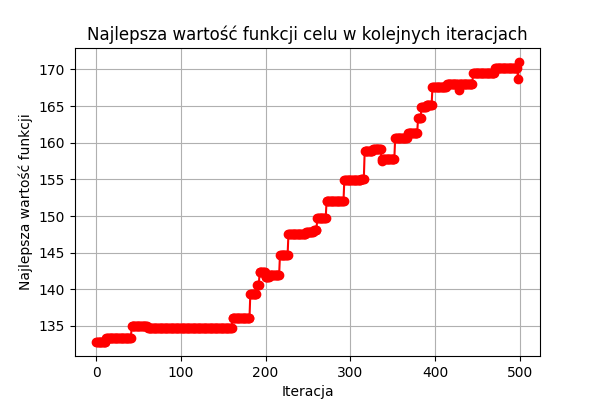 Najlepsza wartość funkcji celu w kolejnych iteracjach
Najlepsza wartość funkcji
170
165
160
155
150
145
140
135
0 100 200 300 400 500
Iteracja